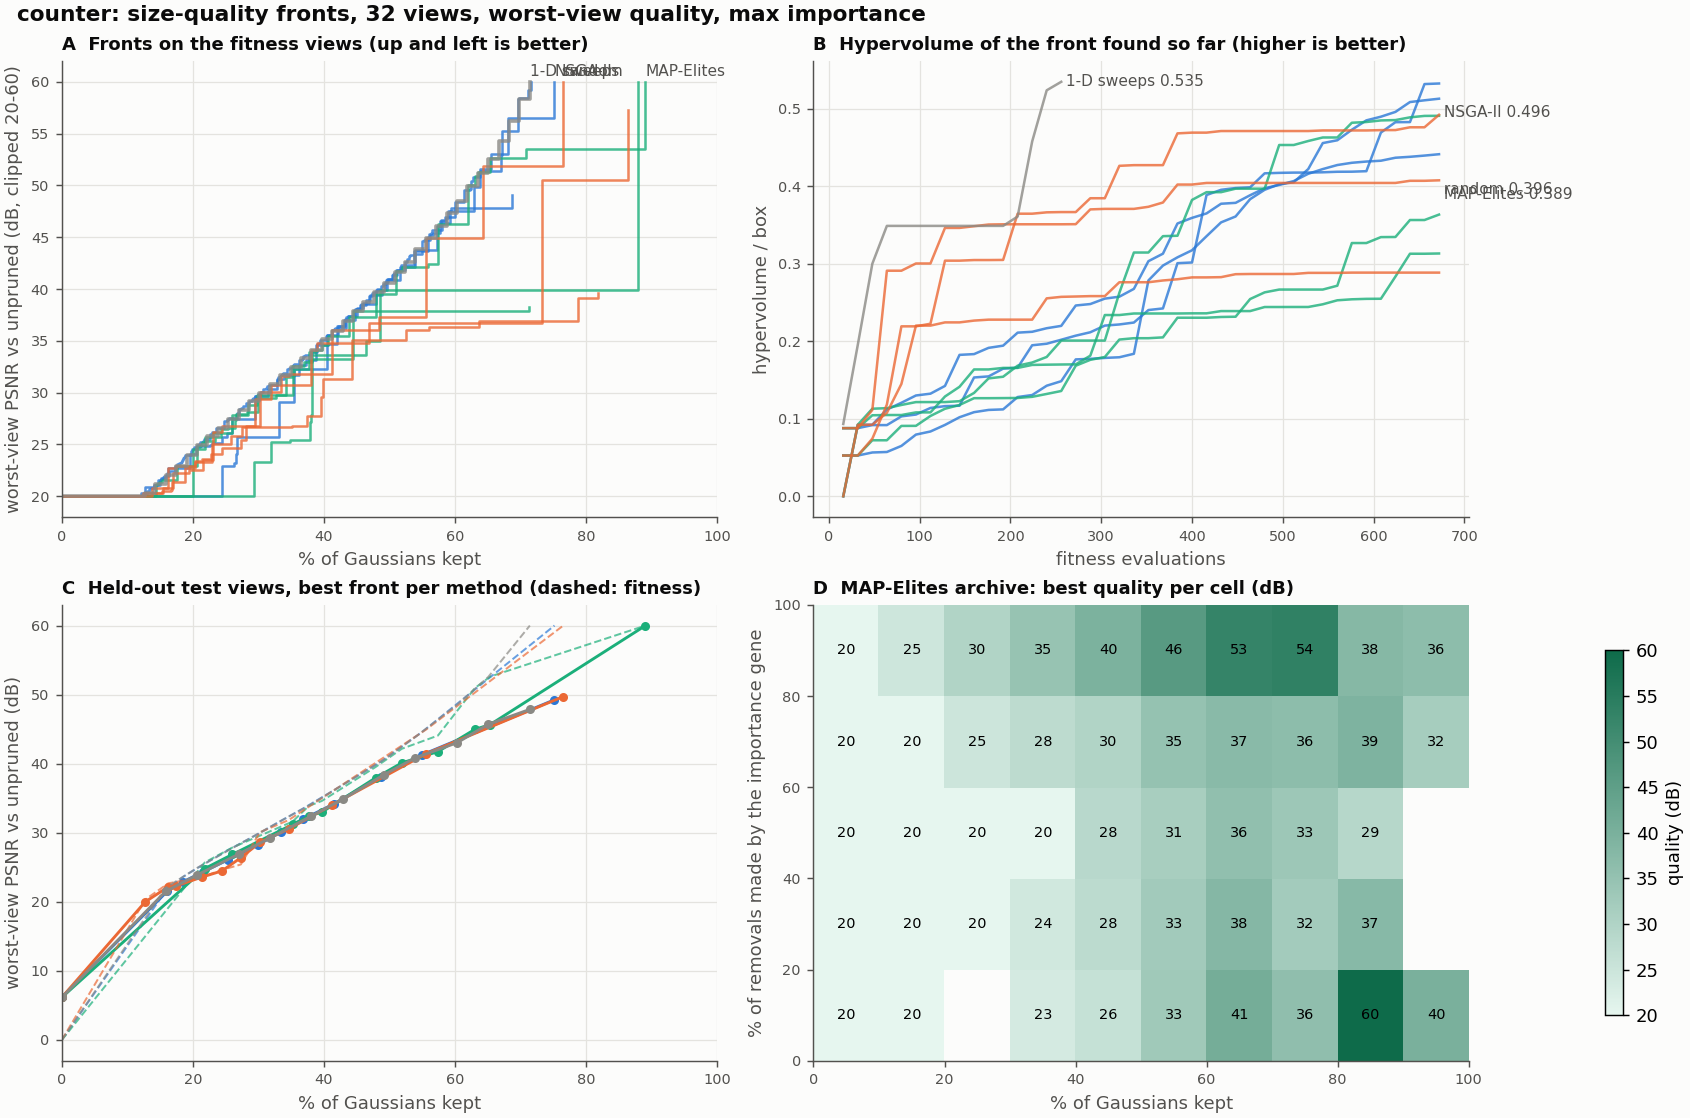 counter: size-quality fronts, 32 views, worst-view quality, max importance
A Fronts on the fitness views (up and left is better)
worst-view PSNR vs unpruned (dB, clipped 20-60)
60
55
50
45
40
35
30
25
20
1-D sweeps
NSGA-II
random
MAP-Elites
0 20 40 60 80 100
% of Gaussians kept
B Hypervolume of the front found so far (higher is better)
hypervolume / box
0.5
0.4
0.3
0.2
0.1
0.0
1-D sweeps 0.535
NSGA-II 0.496
random 0.396
MAP-Elites 0.389
0 100 200 300 400 500 600 700
fitness evaluations
C Held-out test views, best front per method (dashed: fitness)
worst-view PSNR vs unpruned (dB)
60
50
40
30
20
10
0
0 20 40 60 80 100
% of Gaussians kept
D MAP-Elites archive: best quality per cell (dB)
% of removals made by the importance gene
100
80
60
40
20
0
20 25 30 35 40 46 53 54 38 36
20 20 25 28 30 35 37 36 39 32
20 20 20 20 28 31 36 33 29
20 20 20 24 28 33 38 32 37
20 20 23 26 33 41 36 60 40
0 20 40 60 80 100
% of Gaussians kept
60
55
50
45
40
35
30
25
20
quality (dB)